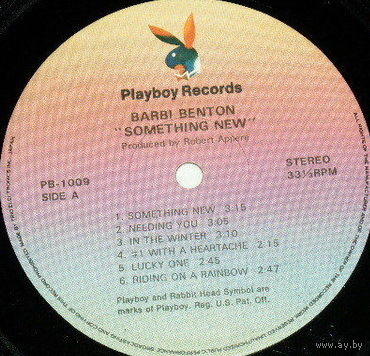 Playboy Records
BARBI BENTON
"SOMETHING NEW"
Produced by Robert Appere
PB-1009
SIDE A
STEREO
33⅓RPM
1. SOMETHING NEW 3:15
2. NEEDING YOU 3:05
3. IN THE WINTER 3:10
4. #1 WITH A HEARTACHE 2:15
5. LUCKY ONE 2:45
6. RIDING ON A RAINBOW 2:47
Playboy and Rabbit Head Symbol are
marks of Playboy. Reg. U.S. Pat. Off.
www.ay.by